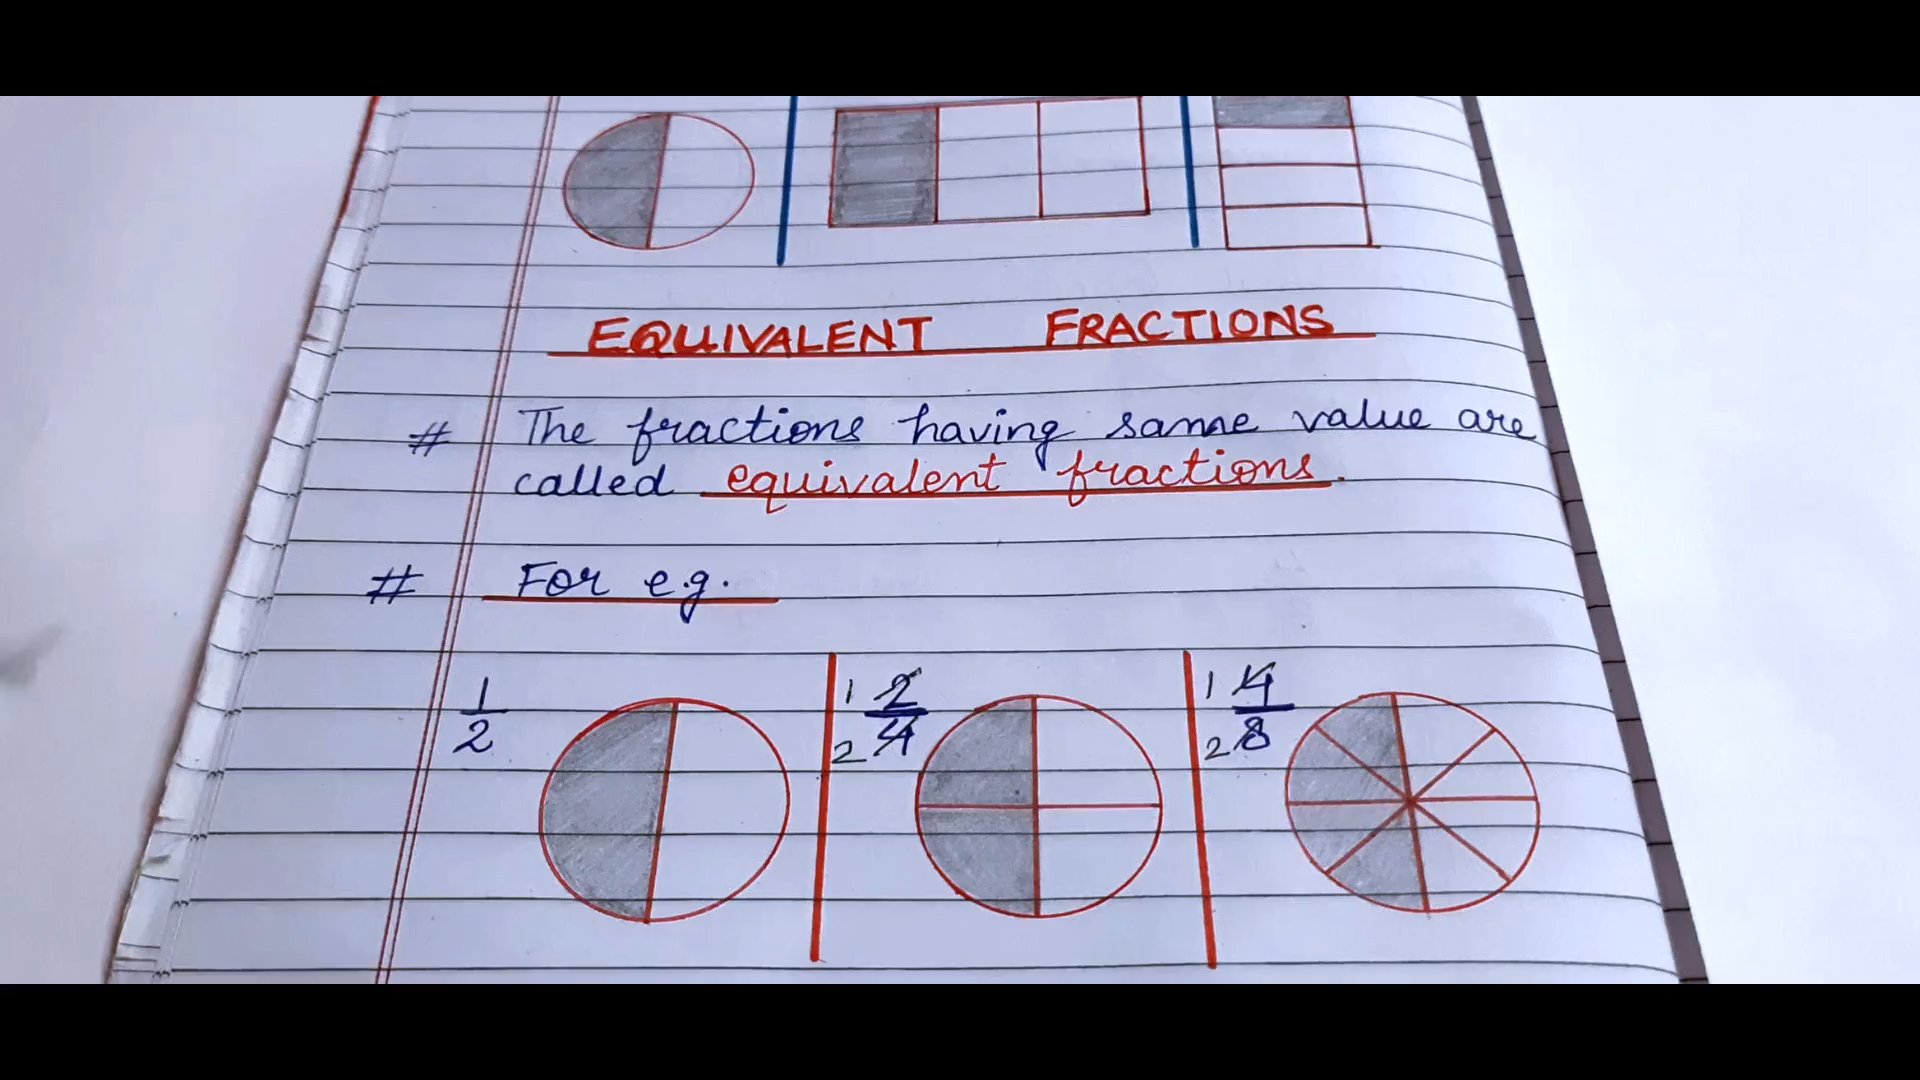 EQUIVALENT FRACTIONS
# The fractions having same value are
called equivalent fractions.
# For e.g.
1/2 1 2/4 2 1 4/8 2